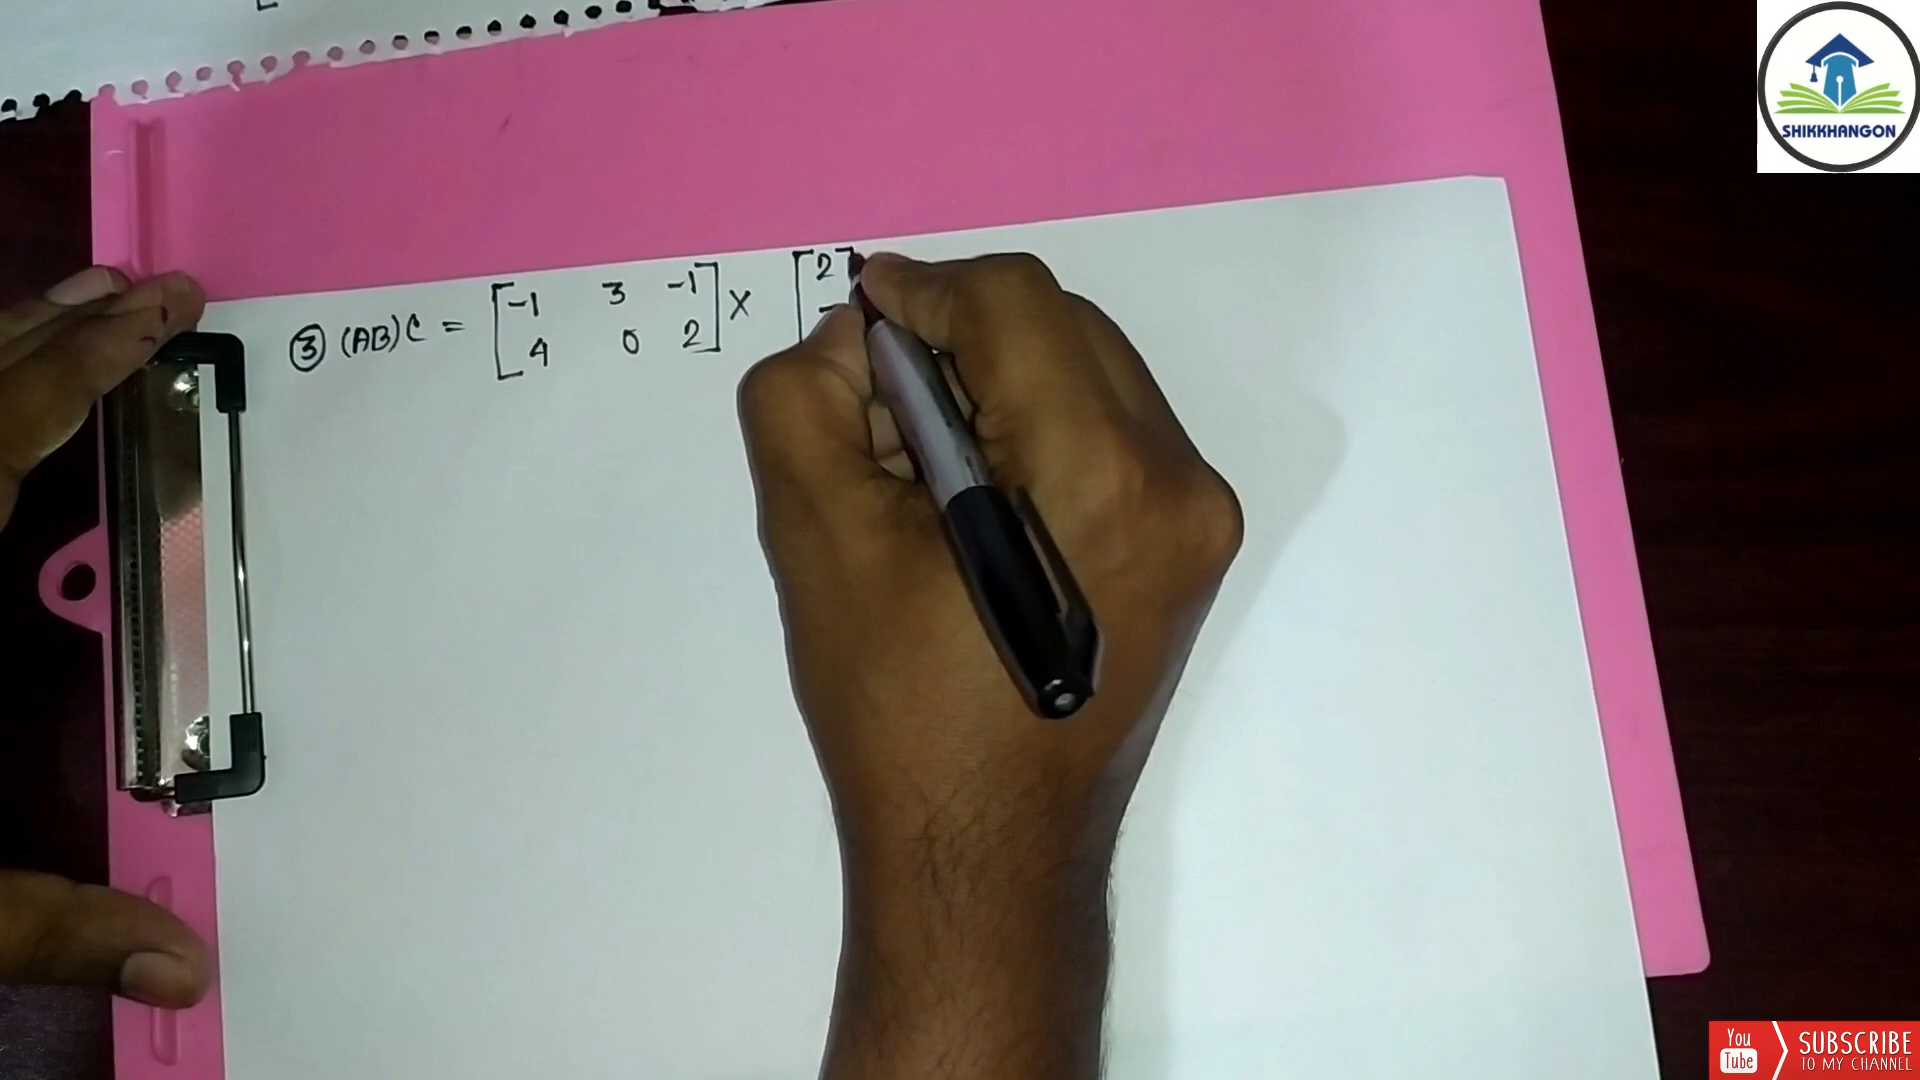 ③ (AB)C = [-1 3 -1] × [2]
[4 0 2]
SHIKKHANGON
You Tube SUBSCRIBE
TO MY CHANNEL